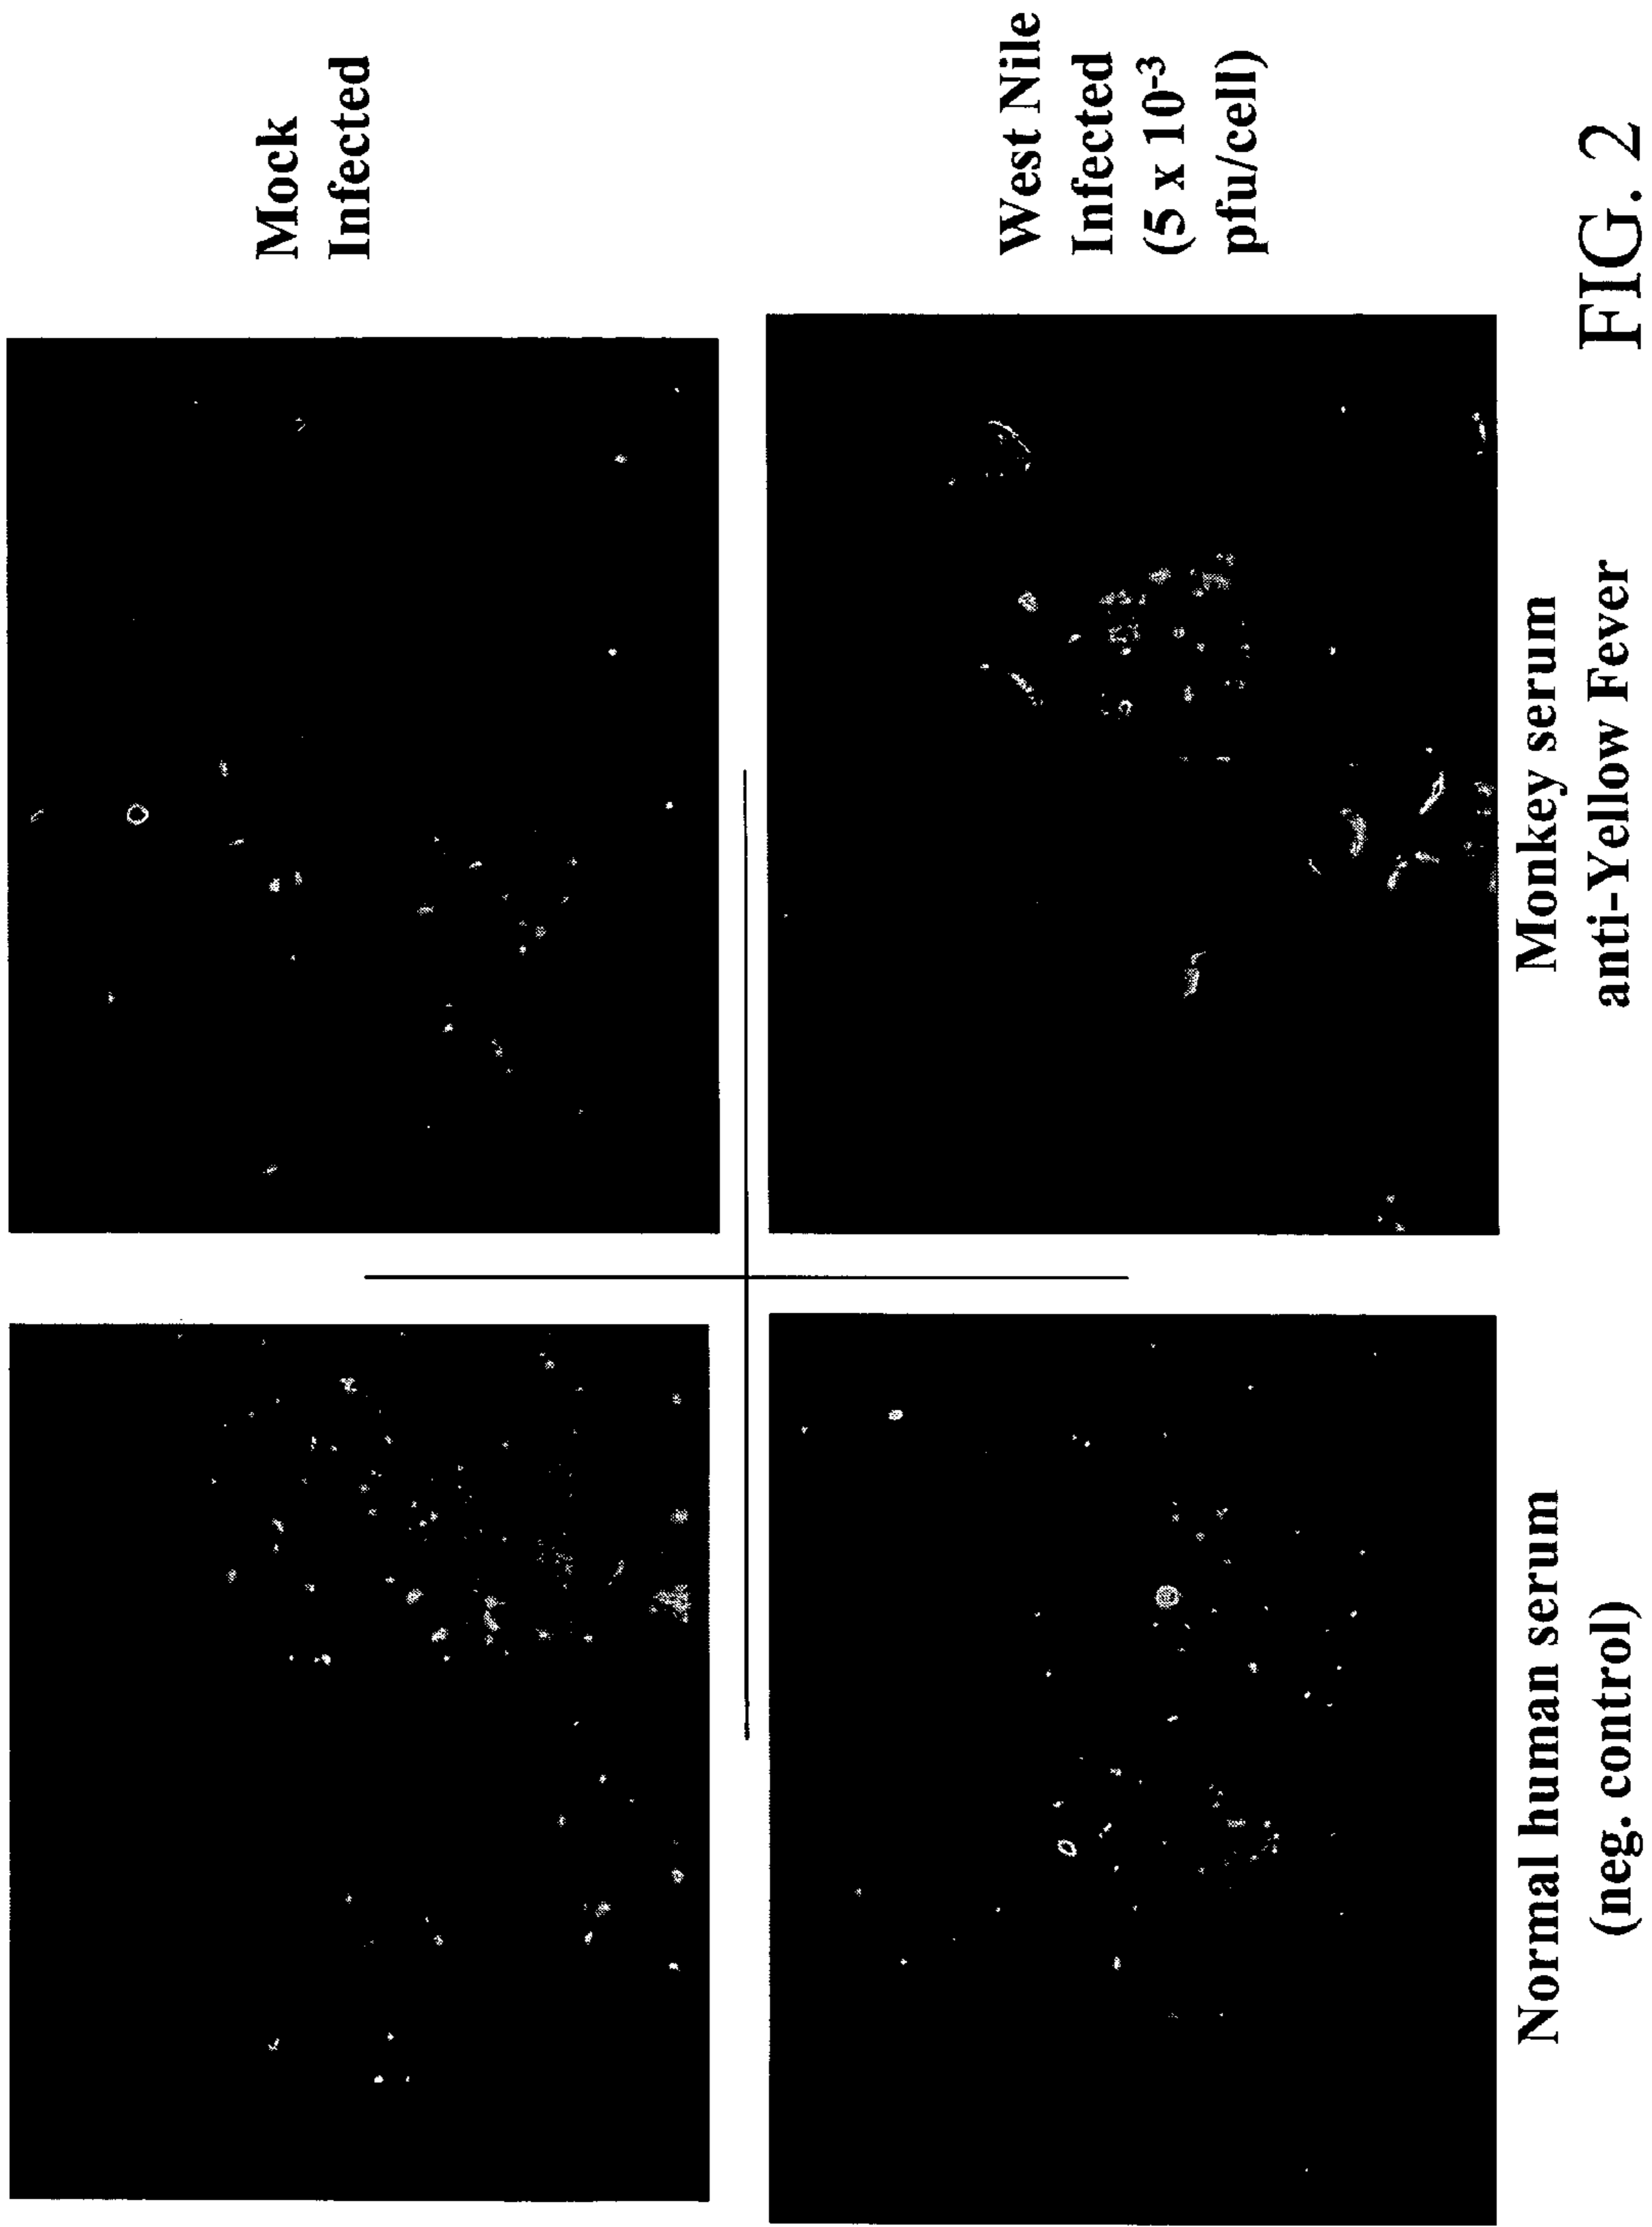 Mock
Infected
West Nile
Infected
(5 x 10-3
pfu/cell)
Normal human serum
(neg. control)
Monkey serum
anti-Yellow Fever
FIG. 2